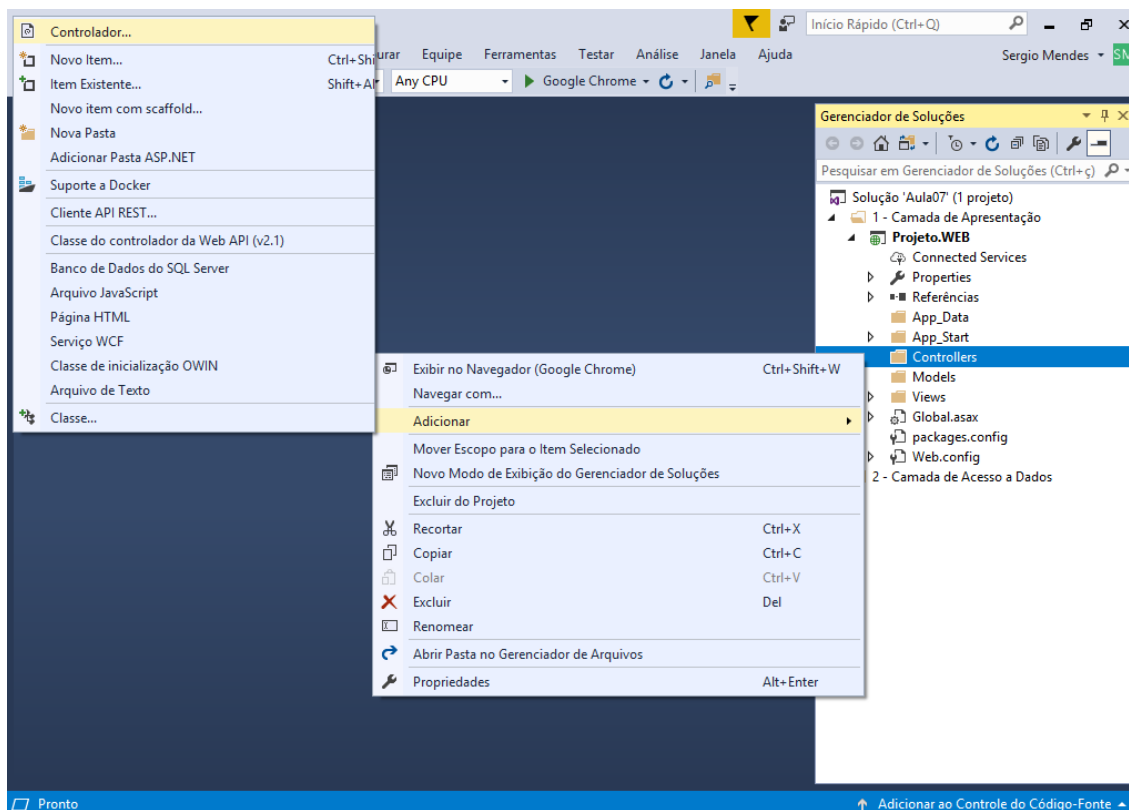 Início Rápido (Ctrl+Q)
urar Equipe Ferramentas Testar Análise Janela Ajuda
Sergio Mendes SN
Any CPU Google Chrome
Controlador...
Novo Item... Ctrl+Shi
Item Existente... Shift+Al
Novo item com scaffold...
Nova Pasta
Adicionar Pasta ASP.NET
Suporte a Docker
Cliente API REST...
Classe do controlador da Web API (v2.1)
Banco de Dados do SQL Server
Arquivo JavaScript
Página HTML
Serviço WCF
Classe de inicialização OWIN
Arquivo de Texto
Classe...
Exibir no Navegador (Google Chrome) Ctrl+Shift+W
Navegar com...
Adicionar
Mover Escopo para o Item Selecionado
Novo Modo de Exibição do Gerenciador de Soluções
Excluir do Projeto
Recortar Ctrl+X
Copiar Ctrl+C
Colar Ctrl+V
Excluir Del
Renomear
Abrir Pasta no Gerenciador de Arquivos
Propriedades Alt+Enter
Gerenciador de Soluções
Pesquisar em Gerenciador de Soluções (Ctrl+ç)
Solução 'Aula07' (1 projeto)
1 - Camada de Apresentação
Projeto.WEB
Connected Services
Properties
Referências
App_Data
App_Start
Controllers
Models
Views
Global.asax
packages.config
Web.config
2 - Camada de Acesso a Dados
Pronto
Adicionar ao Controle do Código-Fonte